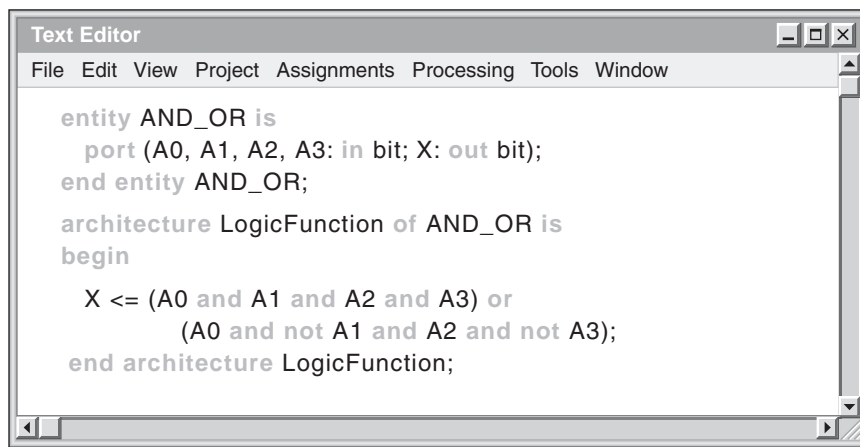 Text Editor
File Edit View Project Assignments Processing Tools Window
entity AND_OR is
port (A0, A1, A2, A3: in bit; X: out bit);
end entity AND_OR;
architecture LogicFunction of AND_OR is
begin
X <= (A0 and A1 and A2 and A3) or
(A0 and not A1 and A2 and not A3);
end architecture LogicFunction;